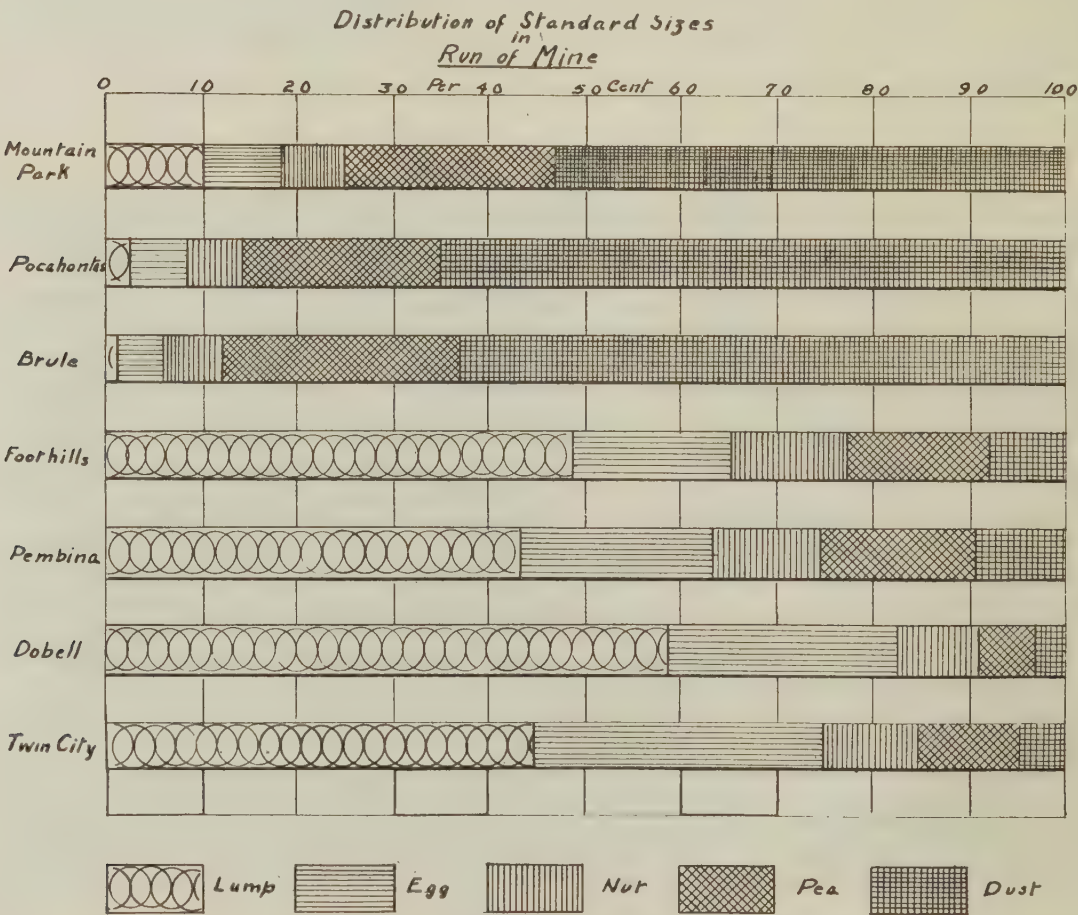 Distribution of Standard Sizes
in
Run of Mine
0 10 20 30 Per 40 50 Cent 60 70 80 90 100
Mountain
Park
Pocahontas
Brule
Foothills
Pembina
Dobell
Twin City
Lump Egg Nut Pea Dust